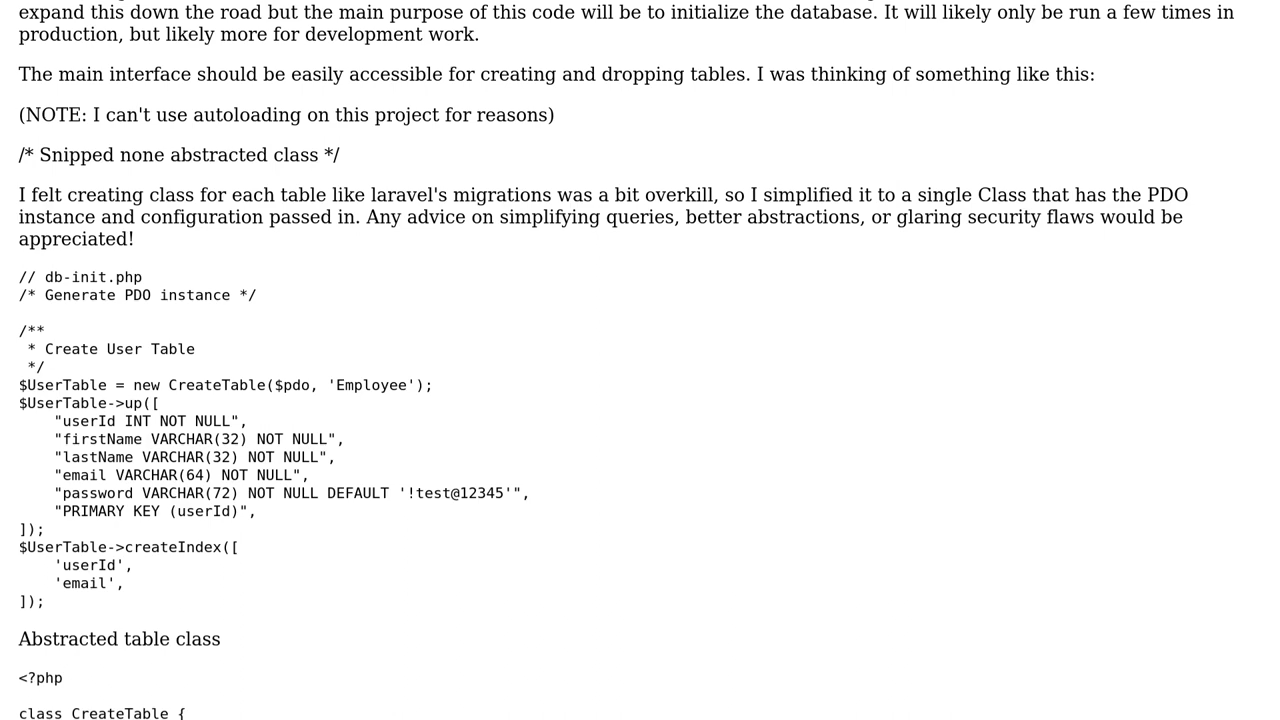 expand this down the road but the main purpose of this code will be to initialize the database. It will likely only be run a few times in
production, but likely more for development work.
The main interface should be easily accessible for creating and dropping tables. I was thinking of something like this:
(NOTE: I can't use autoloading on this project for reasons)
/* Snipped none abstracted class */
I felt creating class for each table like laravel's migrations was a bit overkill, so I simplified it to a single Class that has the PDO
instance and configuration passed in. Any advice on simplifying queries, better abstractions, or glaring security flaws would be
appreciated!
// db-init.php
/* Generate PDO instance */
/**
 * Create User Table
 */
$UserTable = new CreateTable($pdo, 'Employee');
$UserTable->up([
    "userId INT NOT NULL",
    "firstName VARCHAR(32) NOT NULL",
    "lastName VARCHAR(32) NOT NULL",
    "email VARCHAR(64) NOT NULL",
    "password VARCHAR(72) NOT NULL DEFAULT '!test@12345'",
    "PRIMARY KEY (userId)",
]);
$UserTable->createIndex([
    'userId',
    'email',
]);
Abstracted table class
<?php
class CreateTable {